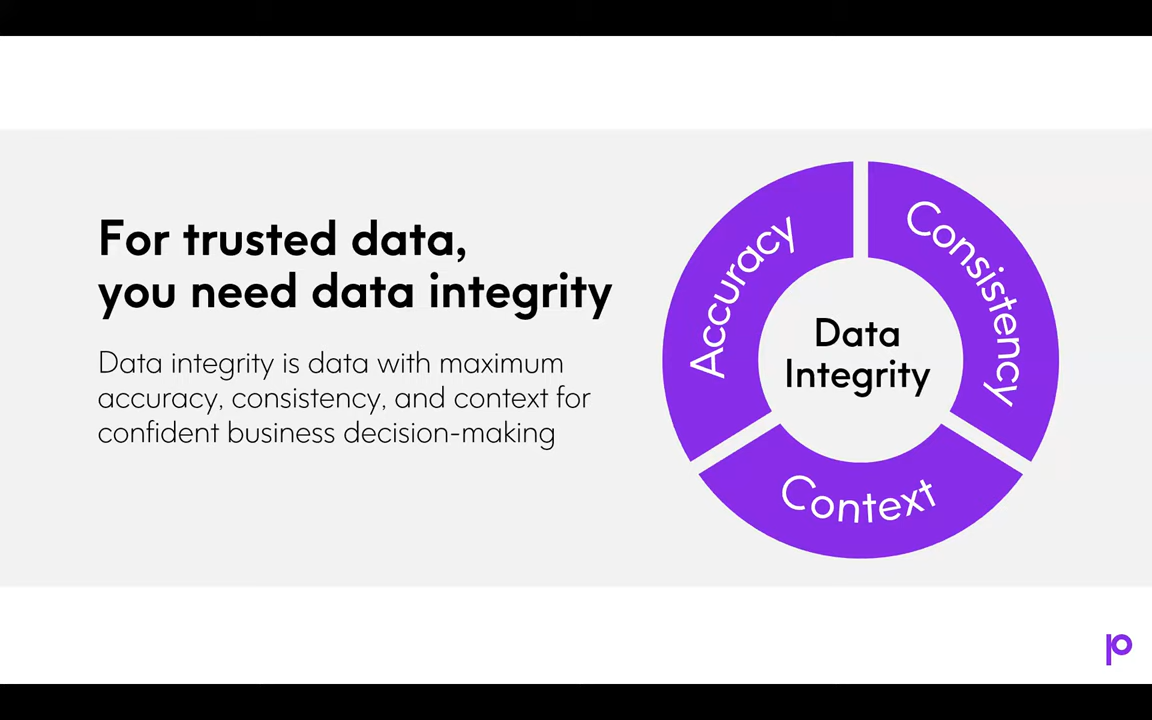 For trusted data,
you need data integrity
Data integrity is data with maximum
accuracy, consistency, and context for
confident business decision-making
Accuracy
Consistency
Data
Integrity
Context